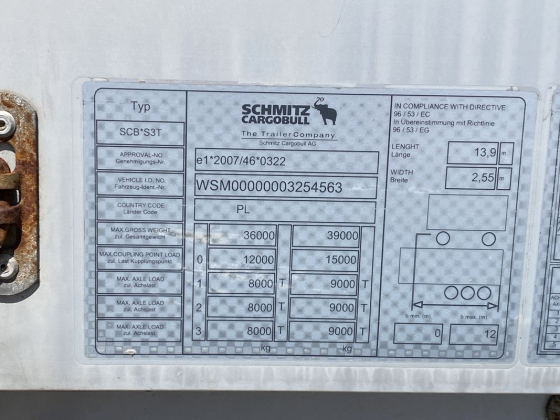 Typ
SCB*S3T
APPROVAL-NO
Genehmigungs-Nr.
VEHICLE I.D. NO.
Fahrzeug-Ident.-Nr.
COUNTRY CODE
Länder Code
MAX.GROSS WEIGHT
zul. Gesamtgewicht
MAX.COUPLING POINT LOAD
zul. Last Kupplungspunkt
MAX. AXLE LOAD
zul. Achslast
MAX. AXLE LOAD
zul. Achslast
MAX. AXLE LOAD
zul. Achslast
SCHMITZ
CARGOBULL
The TrailerCompany
Schmitz Cargobull AG
e1*2007/46*0322
WSM00000003254563
PL
36000 39000
0 12000 15000
1 8000 T 9000 T
2 8000 T 9000 T
3 8000 T 9000 T
kg kg
IN COMPLIANCE WITH DIRECTIVE
96 / 53 / EC
In Übereinstimmung mit Richtlinie
96 / 53 / EG
LENGHT
Länge 13,9 m
WIDTH
Breite 2,55 m
s max. (m) s max. (m)
0 12